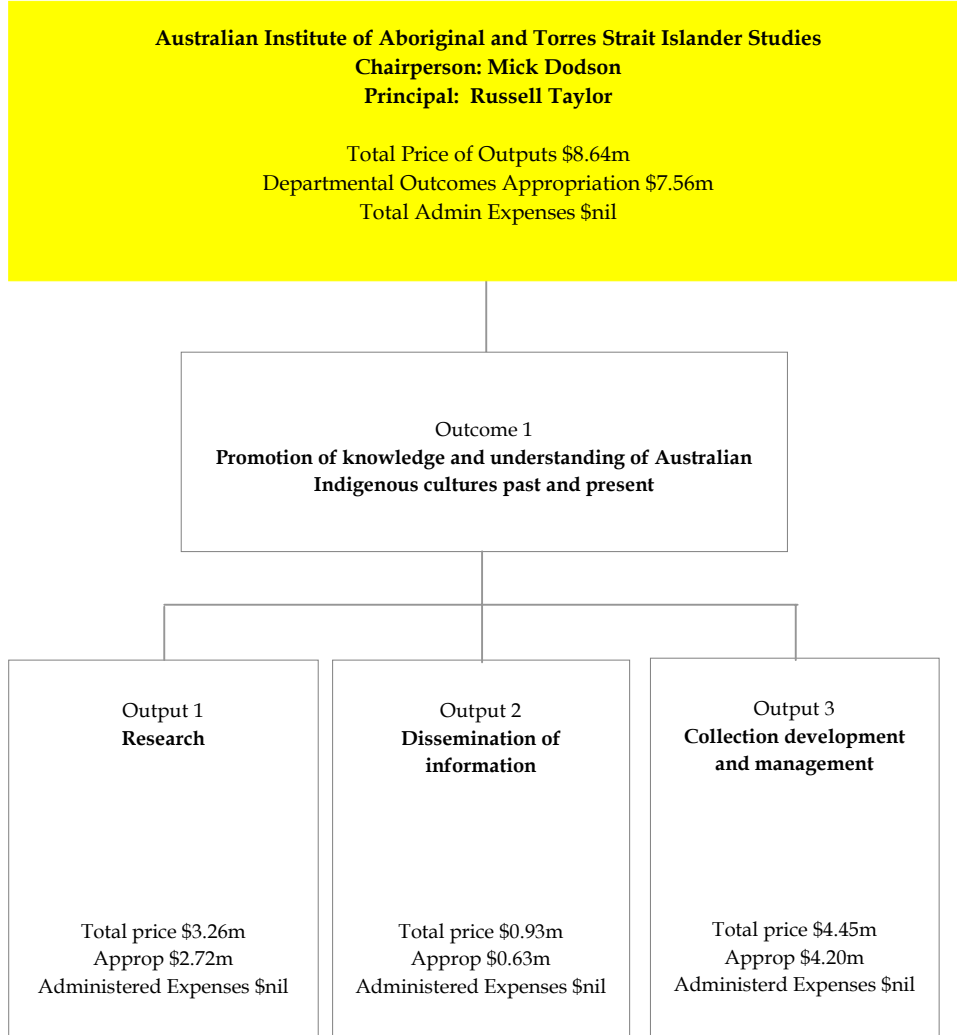 Australian Institute of Aboriginal and Torres Strait Islander Studies
Chairperson: Mick Dodson
Principal: Russell Taylor
Total Price of Outputs $8.64m
Departmental Outcomes Appropriation $7.56m
Total Admin Expenses $nil
Outcome 1
Promotion of knowledge and understanding of Australian
Indigenous cultures past and present
Output 1
Research
Total price $3.26m
Approp $2.72m
Administered Expenses $nil
Output 2
Dissemination of
information
Total price $0.93m
Approp $0.63m
Administered Expenses $nil
Output 3
Collection development
and management
Total price $4.45m
Approp $4.20m
Administerd Expenses $nil